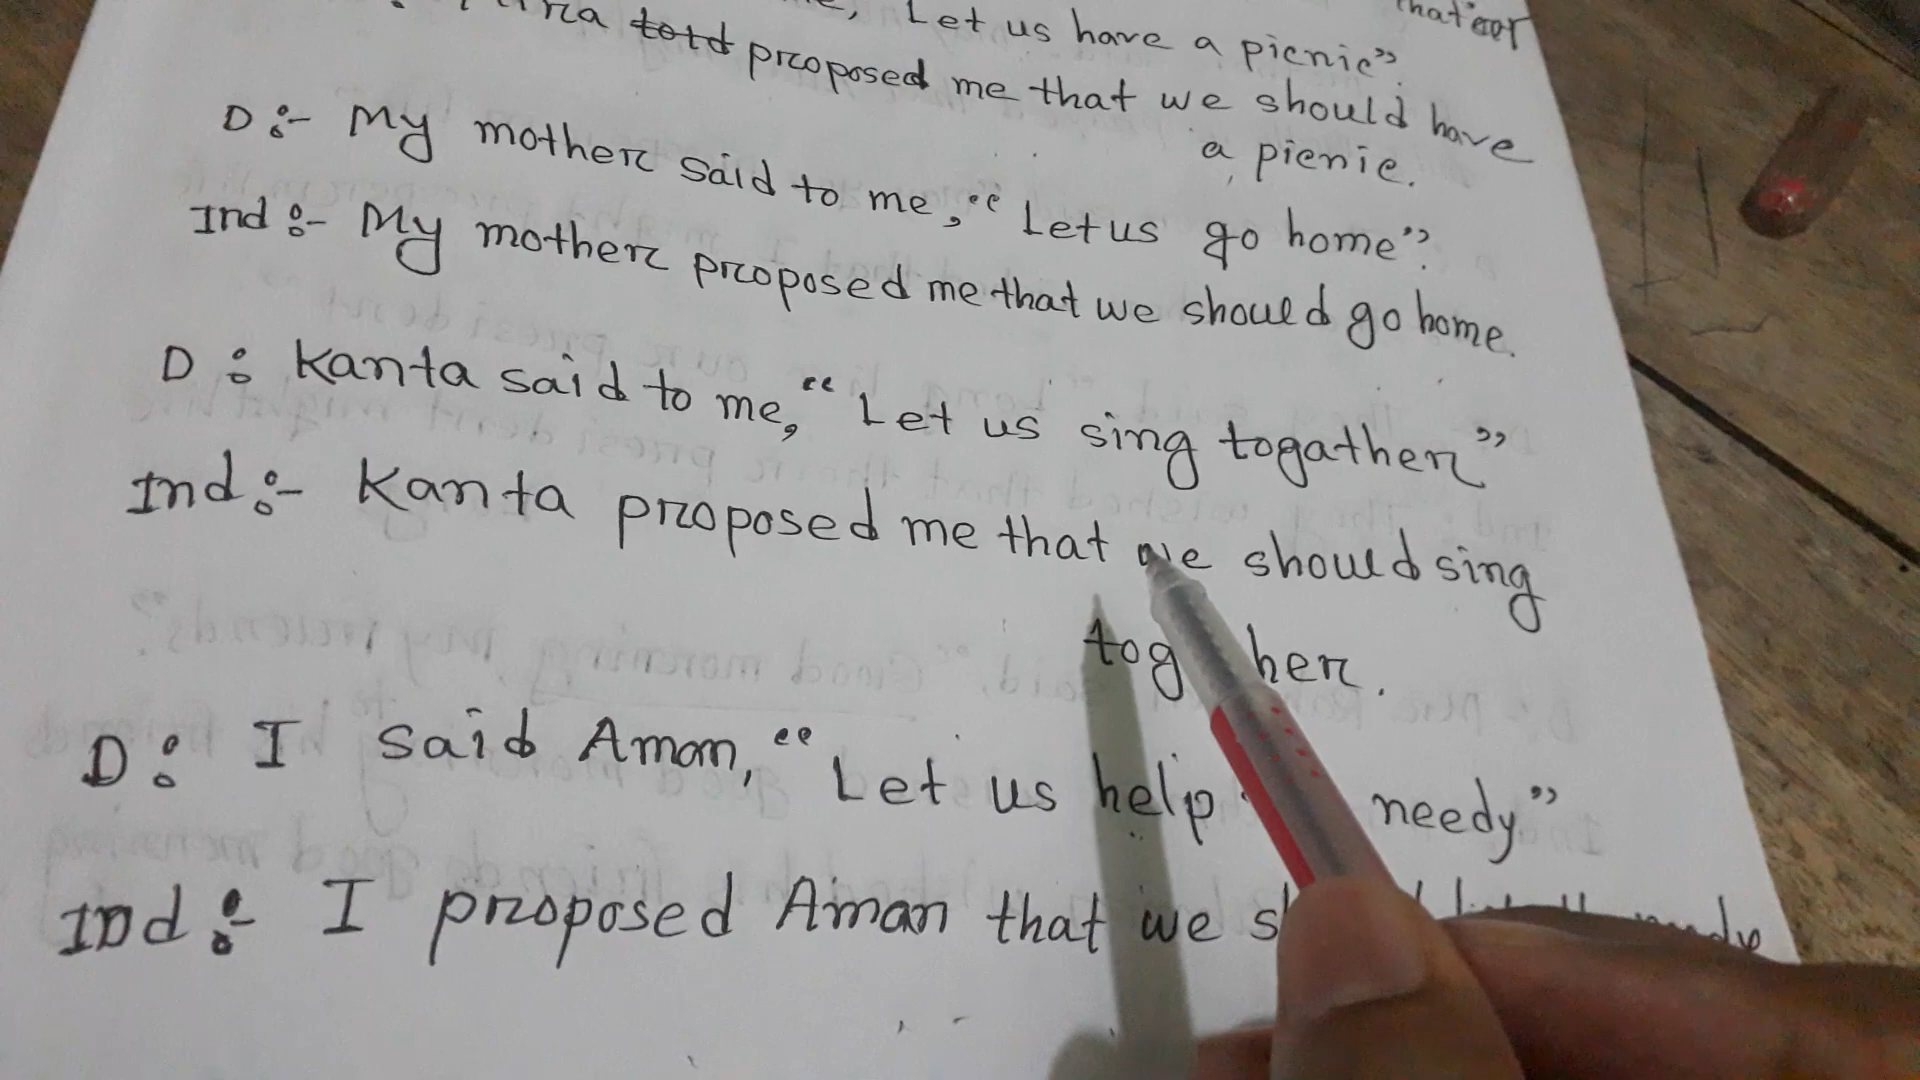 Let us have a picnic"
told proposed me that we should have
a picnic.
D :- My mother said to me, "Let us go home".
Ind :- My mother proposed me that we should go home.
D : Kanta said to me, "Let us sing togather"
Ind :- Kanta proposed me that we should sing
together.
D : I said Aman, "Let us help needy"
Ind :- I proposed Aman that we